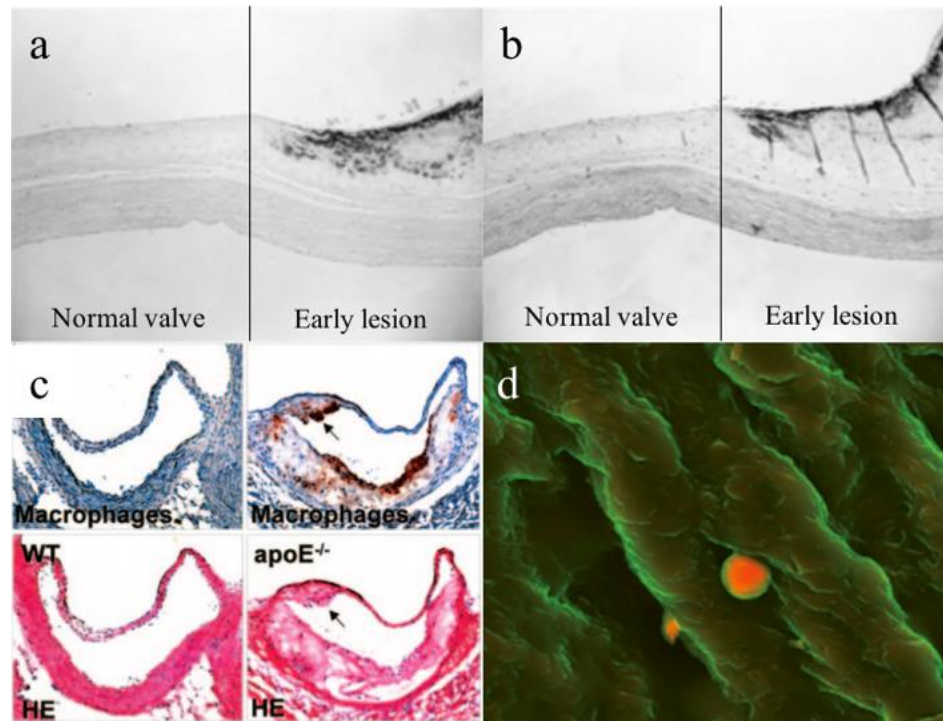 a
b
Normal valve
Early lesion
Normal valve
Early lesion
c
d
Macrophages
Macrophages
WT
apoE-/-
HE
HE